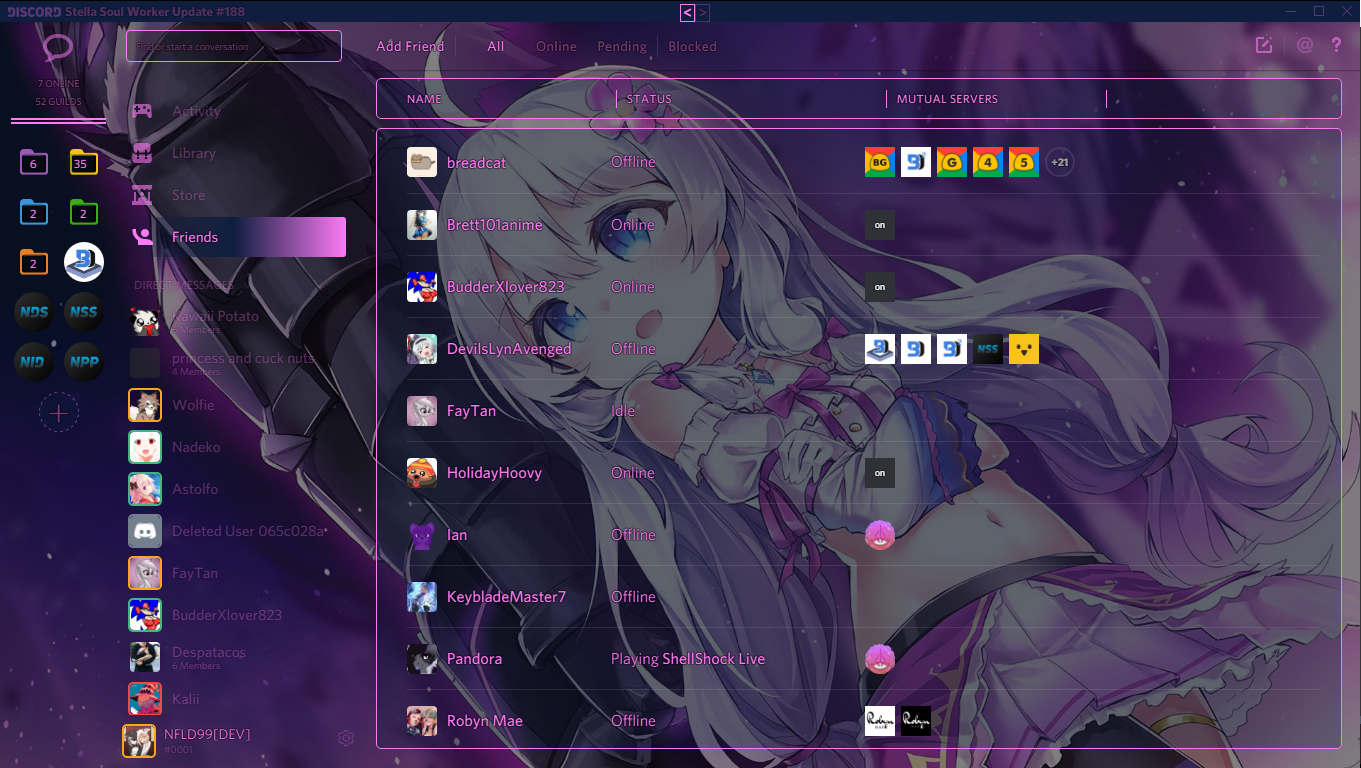 DISCORD Stella Soul Worker Update #188
< >
7 ONLINE
52 GUILDS
6
35
2
2
2
NDS
NSS
NID
NPP
Find or start a conversation
Activity
Library
Store
Friends
DIRECT MESSAGES
Kawaii Potato
5 Members
princess and cuck nuts
4 Members
Wolfie
Nadeko
Astolfo
Deleted User 065c028a
FayTan
BudderXlover823
Despatacos
6 Members
Kalii
NFLD99[DEV]
#0001
Add Friend
All
Online
Pending
Blocked
@ ?
NAME
STATUS
MUTUAL SERVERS
breadcat
Offline
BG
G
4
5
+21
Brett101anime
Online
on
BudderXlover823
Online
on
DevilsLynAvenged
Offline
NSS
FayTan
Idle
HolidayHoovy
Online
on
Ian
Offline
KeybladeMaster7
Offline
Pandora
Playing ShellShock Live
Robyn Mae
Offline
Robyn
Robyn